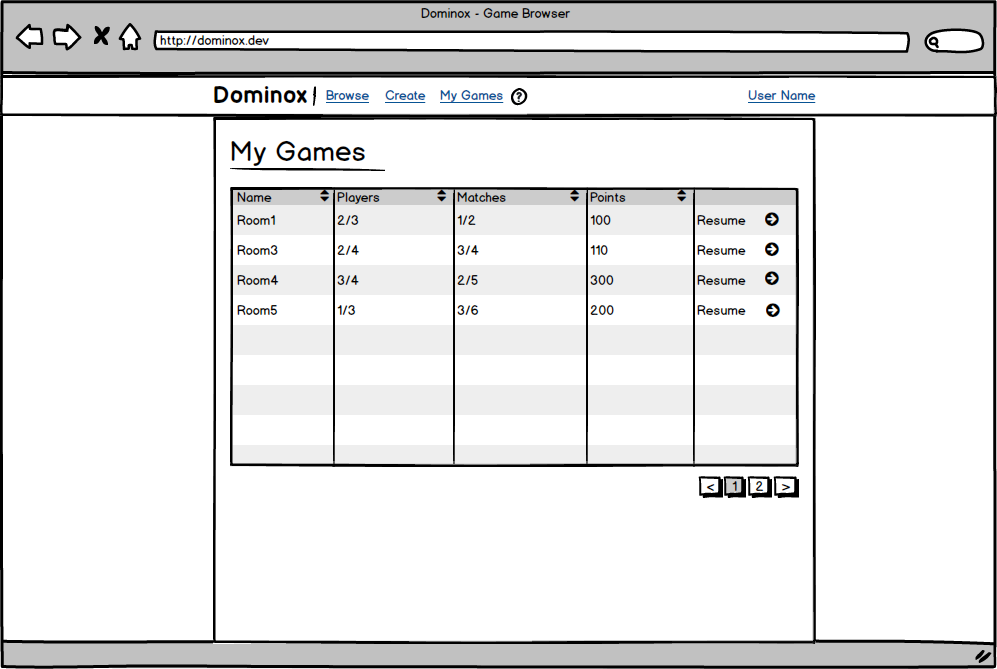 Dominox - Game Browser
http://dominox.dev
Dominox | Browse Create My Games ? User Name
My Games
Name Players Matches Points
Room1 2/3 1/2 100 Resume
Room3 2/4 3/4 110 Resume
Room4 3/4 2/5 300 Resume
Room5 1/3 3/6 200 Resume
< 1 2 >